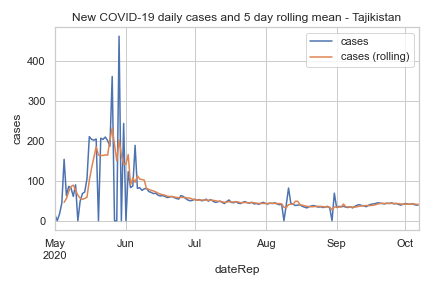 New COVID-19 daily cases and 5 day rolling mean - Tajikistan
cases
cases (rolling)
cases
400
300
200
100
0
May Jun Jul Aug Sep Oct
2020
dateRep